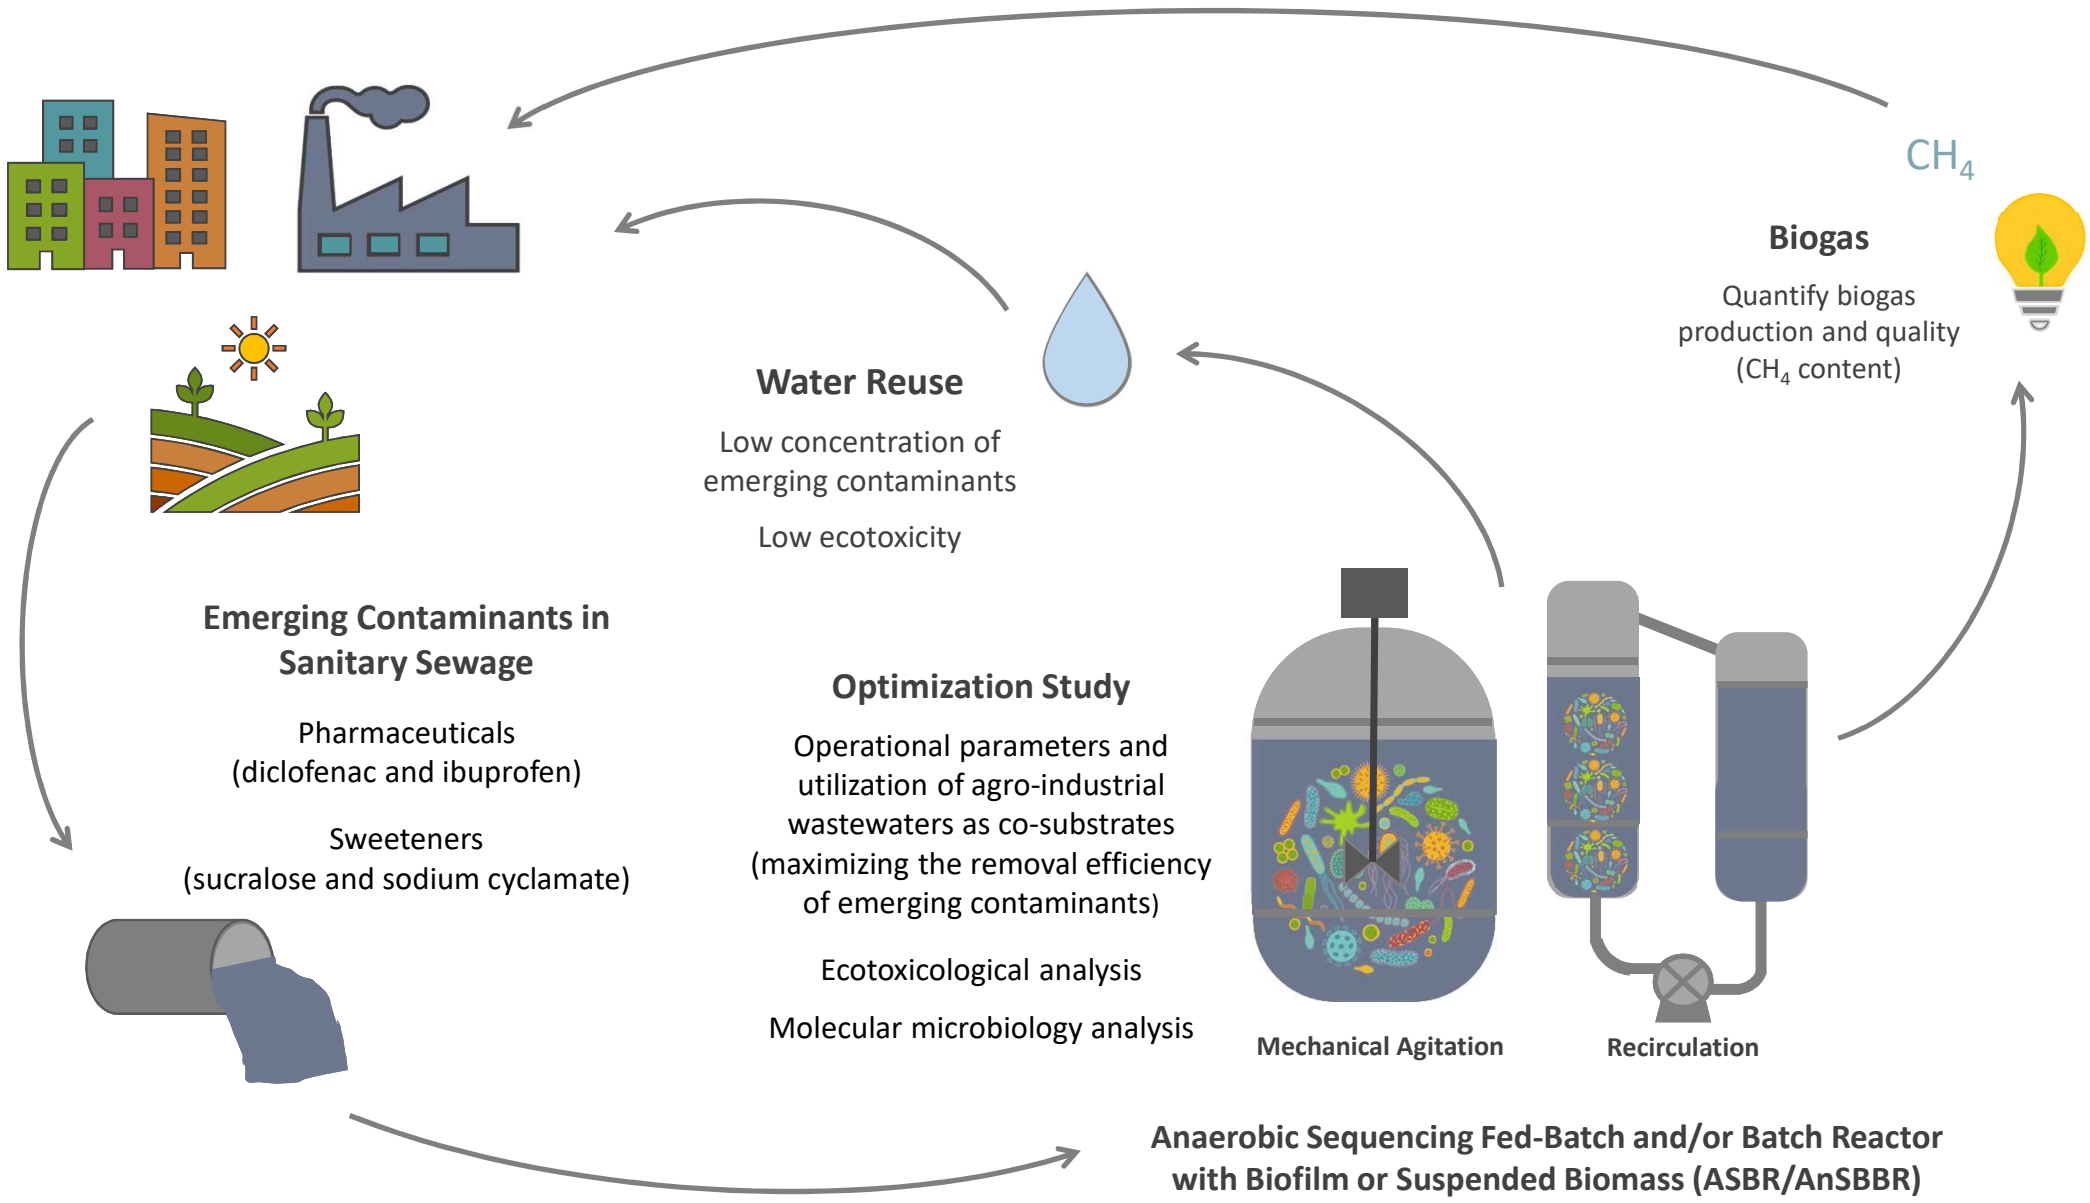 CH₄
Biogas
Quantify biogas
production and quality
(CH₄ content)
Water Reuse
Low concentration of
emerging contaminants
Low ecotoxicity
Emerging Contaminants in
Sanitary Sewage
Pharmaceuticals
(diclofenac and ibuprofen)
Sweeteners
(sucralose and sodium cyclamate)
Optimization Study
Operational parameters and
utilization of agro-industrial
wastewaters as co-substrates
(maximizing the removal efficiency
of emerging contaminants)
Ecotoxicological analysis
Molecular microbiology analysis
Mechanical Agitation
Recirculation
Anaerobic Sequencing Fed-Batch and/or Batch Reactor
with Biofilm or Suspended Biomass (ASBR/AnSBBR)